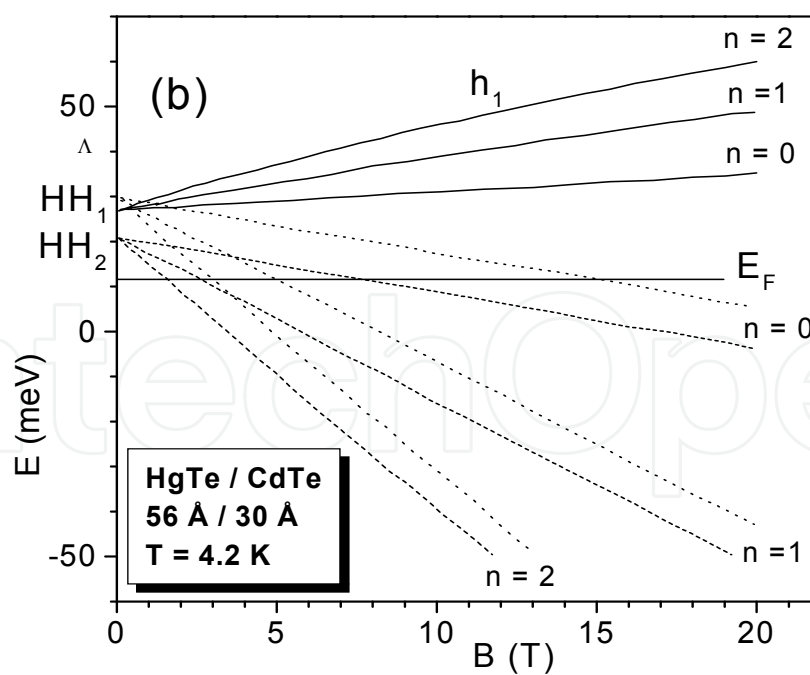 (b)
h1
n = 2
n =1
n = 0
50
Λ
HH1
HH2
EF
0
n = 0
E (meV)
HgTe / CdTe
56 Å / 30 Å
T = 4.2 K
-50
n = 2
n =1
0
5
10
15
20
B (T)
ntechOpe